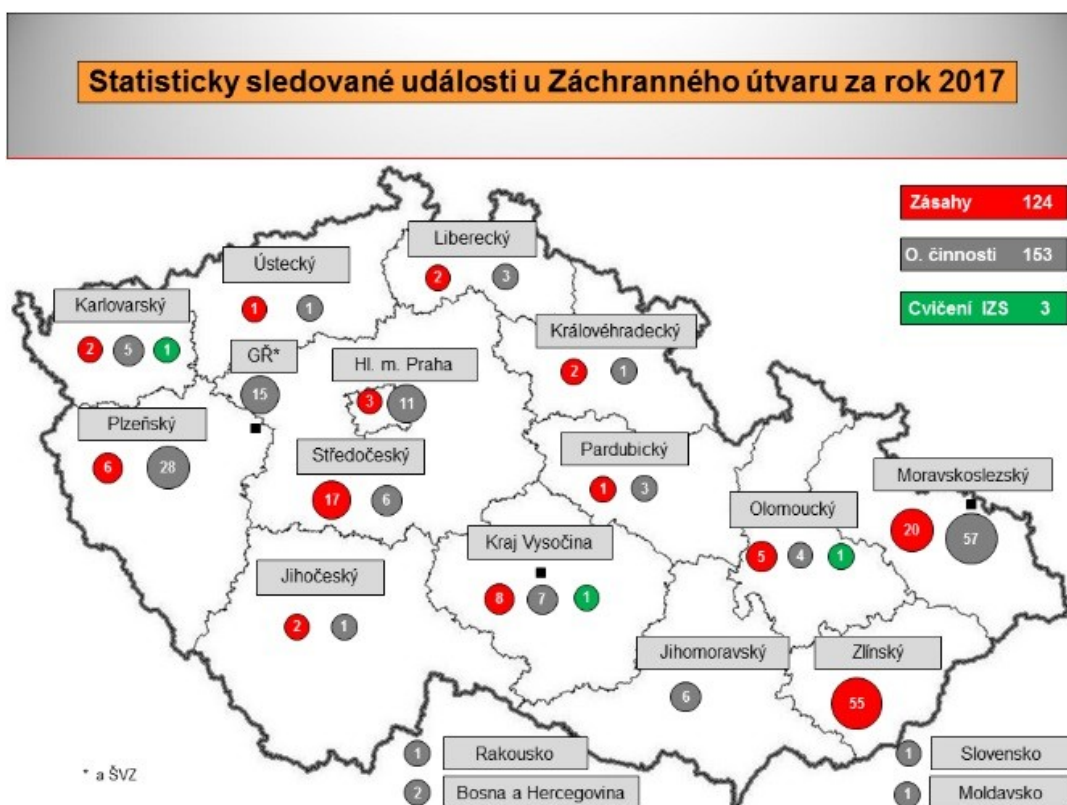 Statisticky sledované události u Záchranného útvaru za rok 2017
Zásahy 124
O. činnosti 153
Cvičení IZS 3
Liberecký
2 3
Ústecký
1 1
Karlovarský
2 5 1
Královéhradecký
2 1
GŘ*
15
Hl. m. Praha
3 11
Plzeňský
6 28
Středočeský
17 6
Pardubický
1 3
Moravskoslezský
20 57
Olomoucký
5 4 1
Kraj Vysočina
8 7 1
Jihočeský
2 1
Jihomoravský
6
Zlínský
55
1 Rakousko
2 Bosna a Hercegovina
1 Slovensko
1 Moldavsko
* a ŠVZ